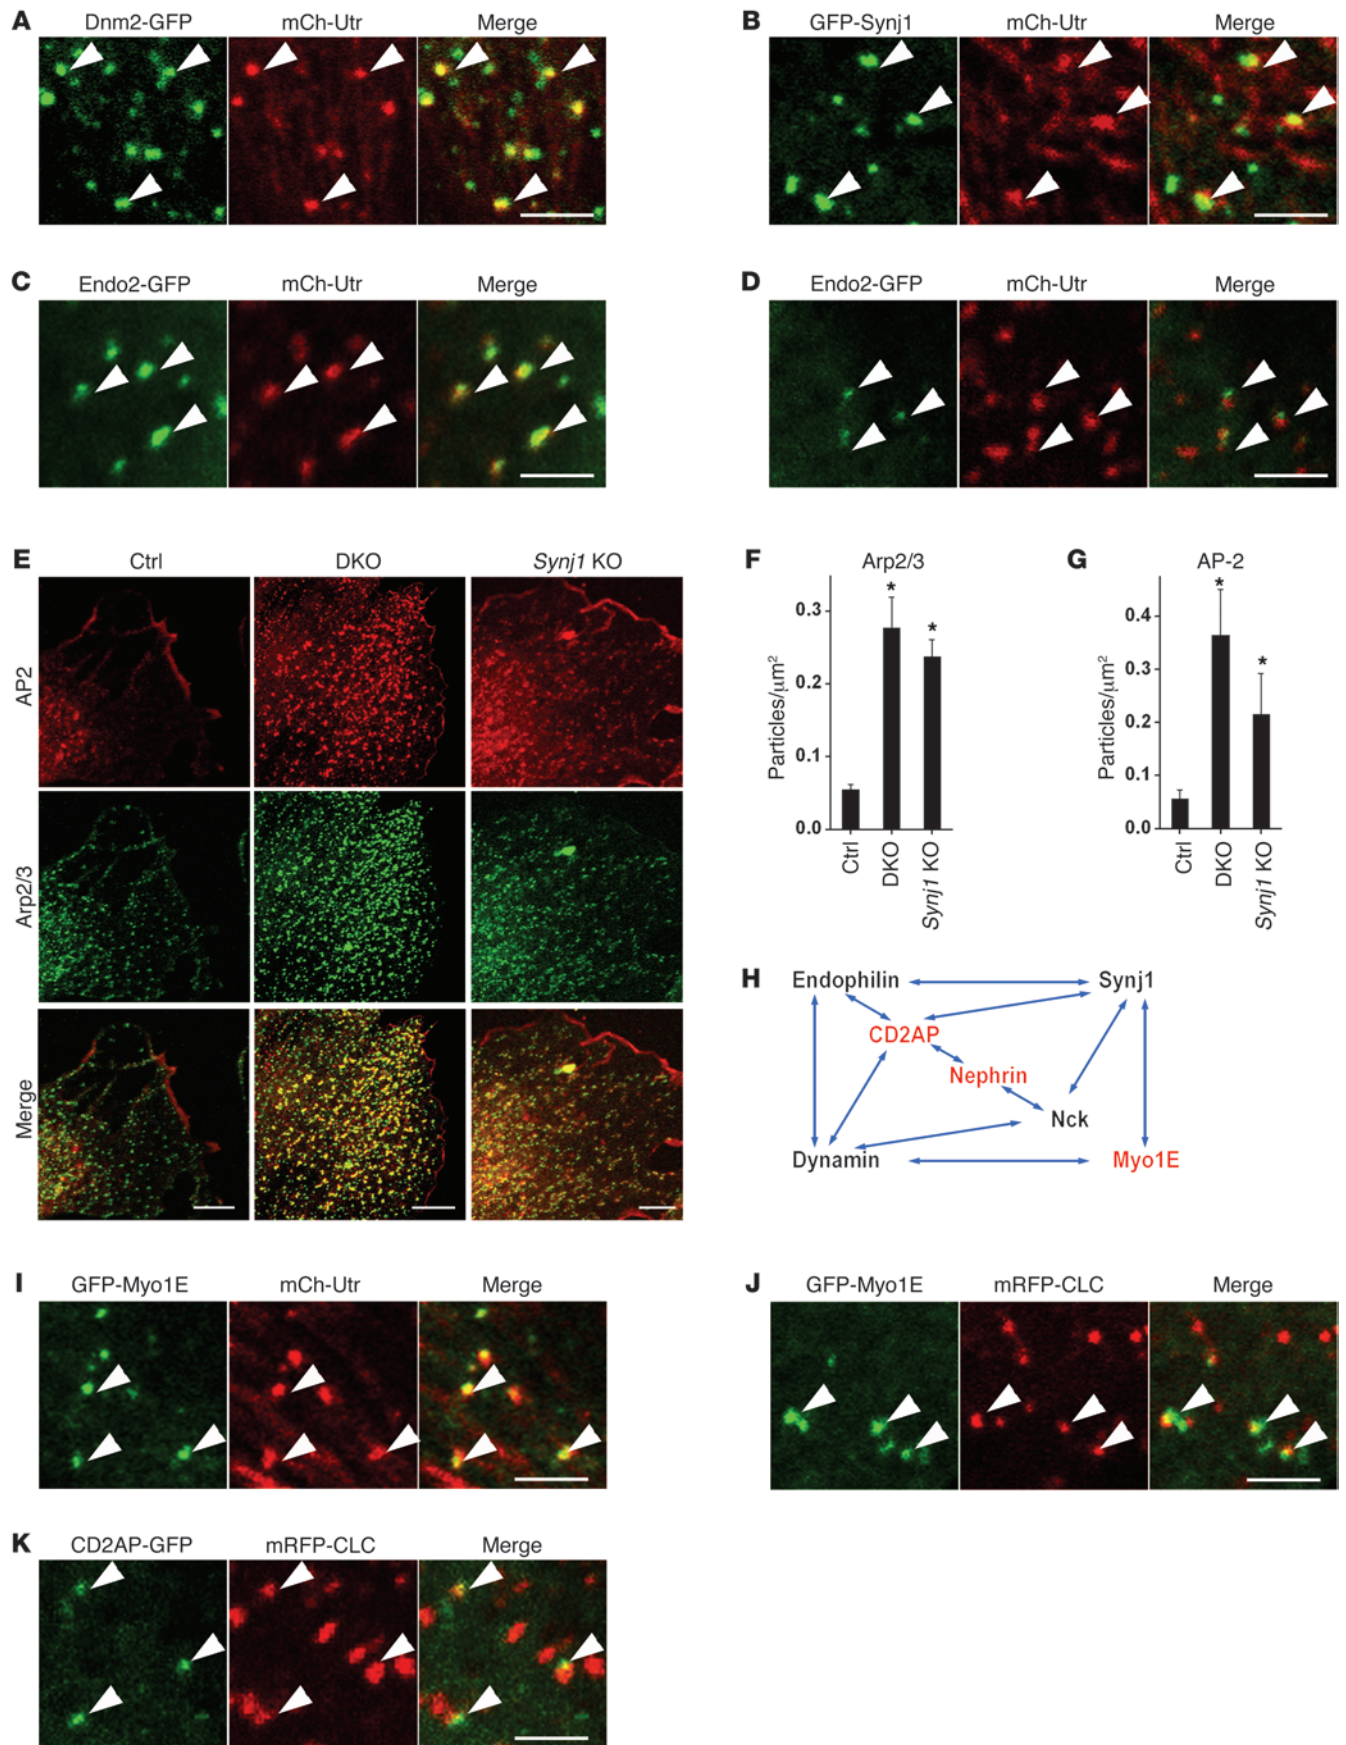 A Dnm2-GFP mCh-Utr Merge
B GFP-Synj1 mCh-Utr Merge
C Endo2-GFP mCh-Utr Merge
D Endo2-GFP mCh-Utr Merge
E Ctrl DKO Synj1 KO
AP2
Arp2/3
Merge
F Arp2/3
Particles/μm²
0.3
0.2
0.1
0.0
* *
Ctrl DKO Synj1 KO
G AP-2
Particles/μm²
0.4
0.3
0.2
0.1
0.0
* *
Ctrl DKO Synj1 KO
H Endophilin Synj1
CD2AP
Nephrin
Nck
Dynamin Myo1E
I GFP-Myo1E mCh-Utr Merge
J GFP-Myo1E mRFP-CLC Merge
K CD2AP-GFP mRFP-CLC Merge